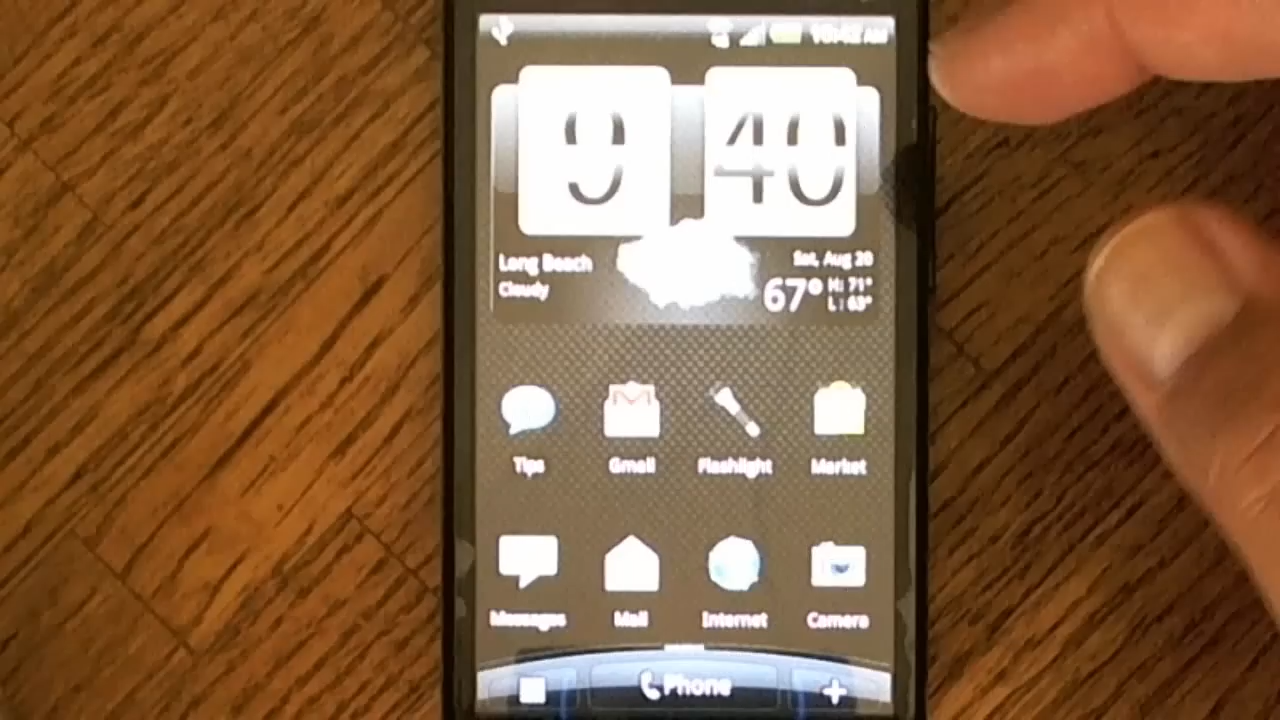 9 40
Long Beach
Sat, Aug 20
Cloudy
67° H: 71°
L: 63°
Tips Gmail Flashlight Market
Messages Mail Internet Camera
Phone